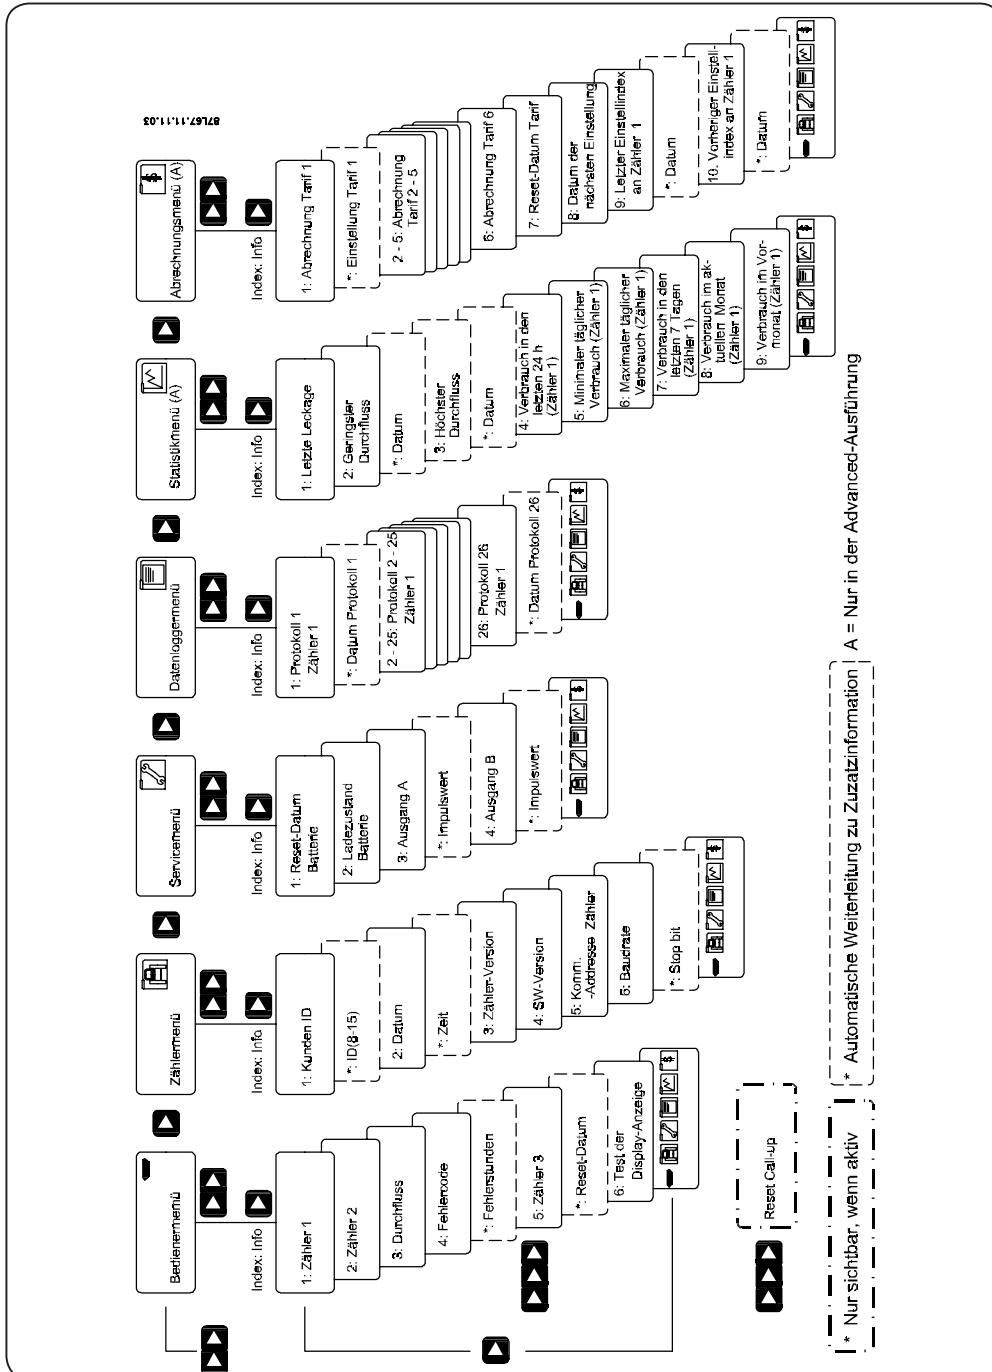 Bedienermenü
Index: Info
1: Zähler 1
2: Zähler 2
3: Durchfluss
4: Fehlercode
*: Fehlerstunden
5: Zähler 3
*: Reset-Datum
6: Test der
Display-Anzeige
Reset Call-up
Zählermenü
Index: Info
1: Kunden ID
*: ID(8-15)
2: Datum
*: Zeit
3: Zähler-Version
4: SW-Version
5: Komm.
-Addresse Zähler
6: Baudrate
*: Stop bit
Servicemenü
Index: Info
1: Reset-Datum
Batterie
2: Ladezustand
Batterie
3: Ausgang A
*: Impulswert
4: Ausgang B
*: Impulswert
Datenloggermenü
Index: Info
1: Protokoll 1
Zähler 1
*: Datum Protokoll 1
2 - 25: Protokoll 2 - 25
Zähler 1
26: Protokoll 26
Zähler 1
*: Datum Protokoll 26
Statistikmenü (A)
Index: Info
1: Letzte Leckage
2: Geringster
Durchfluss
*: Datum
3: Höchster
Durchfluss
*: Datum
4: Verbrauch in den
letzten 24 h
(Zähler 1)
5: Minimaler täglicher
Verbrauch (Zähler 1)
6: Maximaler täglicher
Verbrauch (Zähler 1)
7: Verbrauch in den
letzten 7 Tagen
(Zähler 1)
8: Verbrauch im ak-
tuellen Monat
(Zähler 1)
9: Verbrauch im Vor-
monat (Zähler 1)
Abrechnungsmenü (A)
Index: Info
1: Abrechnung Tarif 1
*: Einstellung Tarif 1
2 - 5: Abrechnung
Tarif 2 - 5
6: Abrechnung Tarif 6
7: Reset-Datum Tarif
8: Datum der
nächsten Einstellung
9: Letzter Einstellindex
an Zähler 1
*: Datum
10. Vorheriger Einstell-
index an Zähler 1
*: Datum
87L67.11.11.03
* Nur sichtbar, wenn aktiv
* Automatische Weiterleitung zu Zuzatzinformation
A = Nur in der Advanced-Ausführung